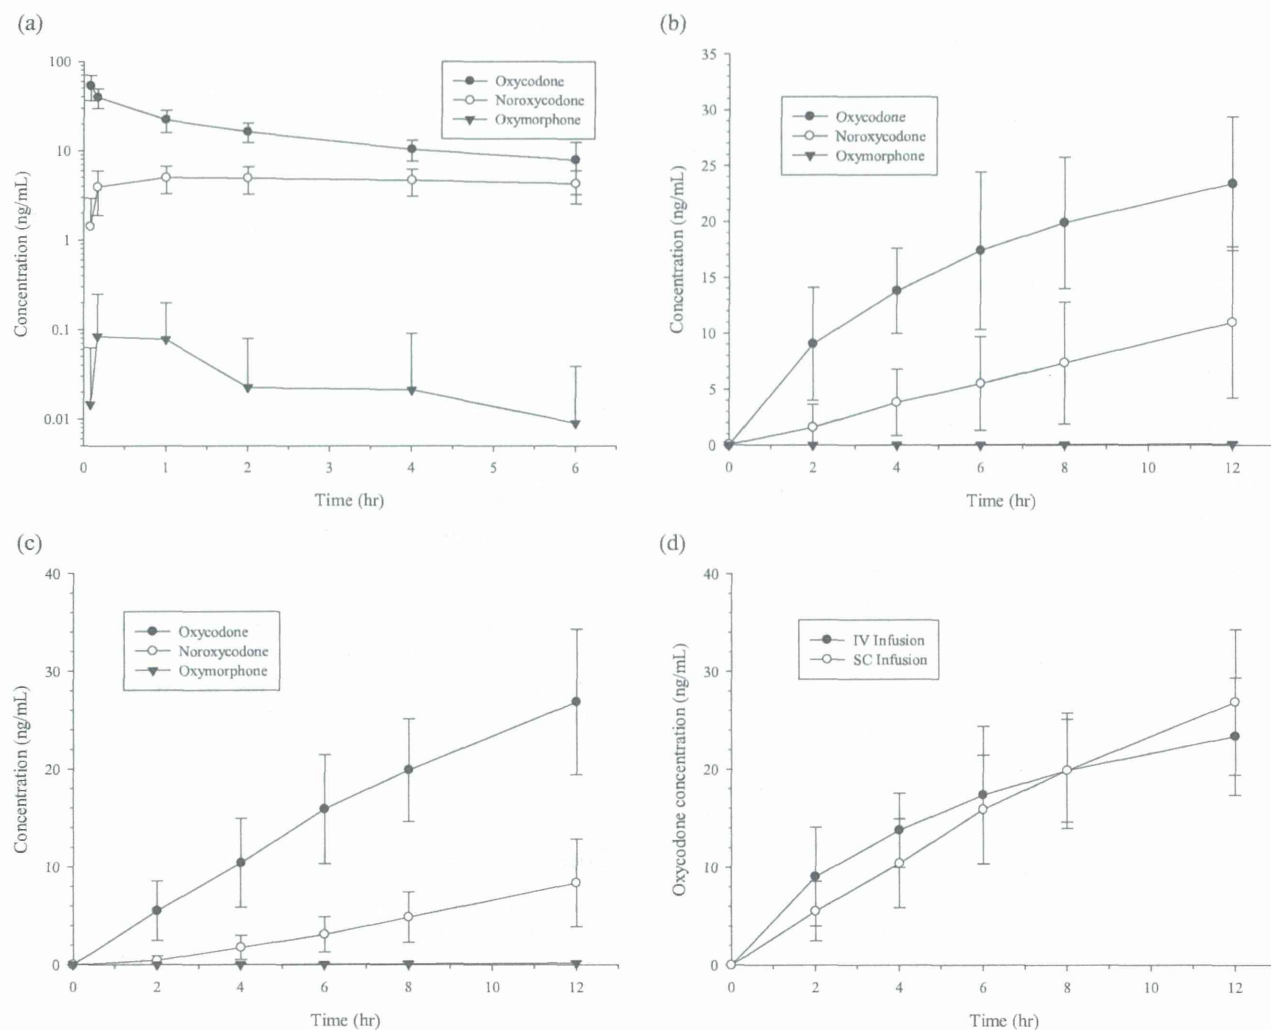 (a)
100
10
1
0.1
0.01
Concentration (ng/mL)
Oxycodone
Noroxycodone
Oxymorphone
0 1 2 3 4 5 6
Time (hr)
(b)
35
30
25
20
15
10
5
0
Concentration (ng/mL)
Oxycodone
Noroxycodone
Oxymorphone
0 2 4 6 8 10 12
Time (hr)
(c)
40
30
20
10
0
Concentration (ng/mL)
Oxycodone
Noroxycodone
Oxymorphone
0 2 4 6 8 10 12
Time (hr)
(d)
40
30
20
10
0
Oxycodone concentration (ng/mL)
IV Infusion
SC Infusion
0 2 4 6 8 10 12
Time (hr)